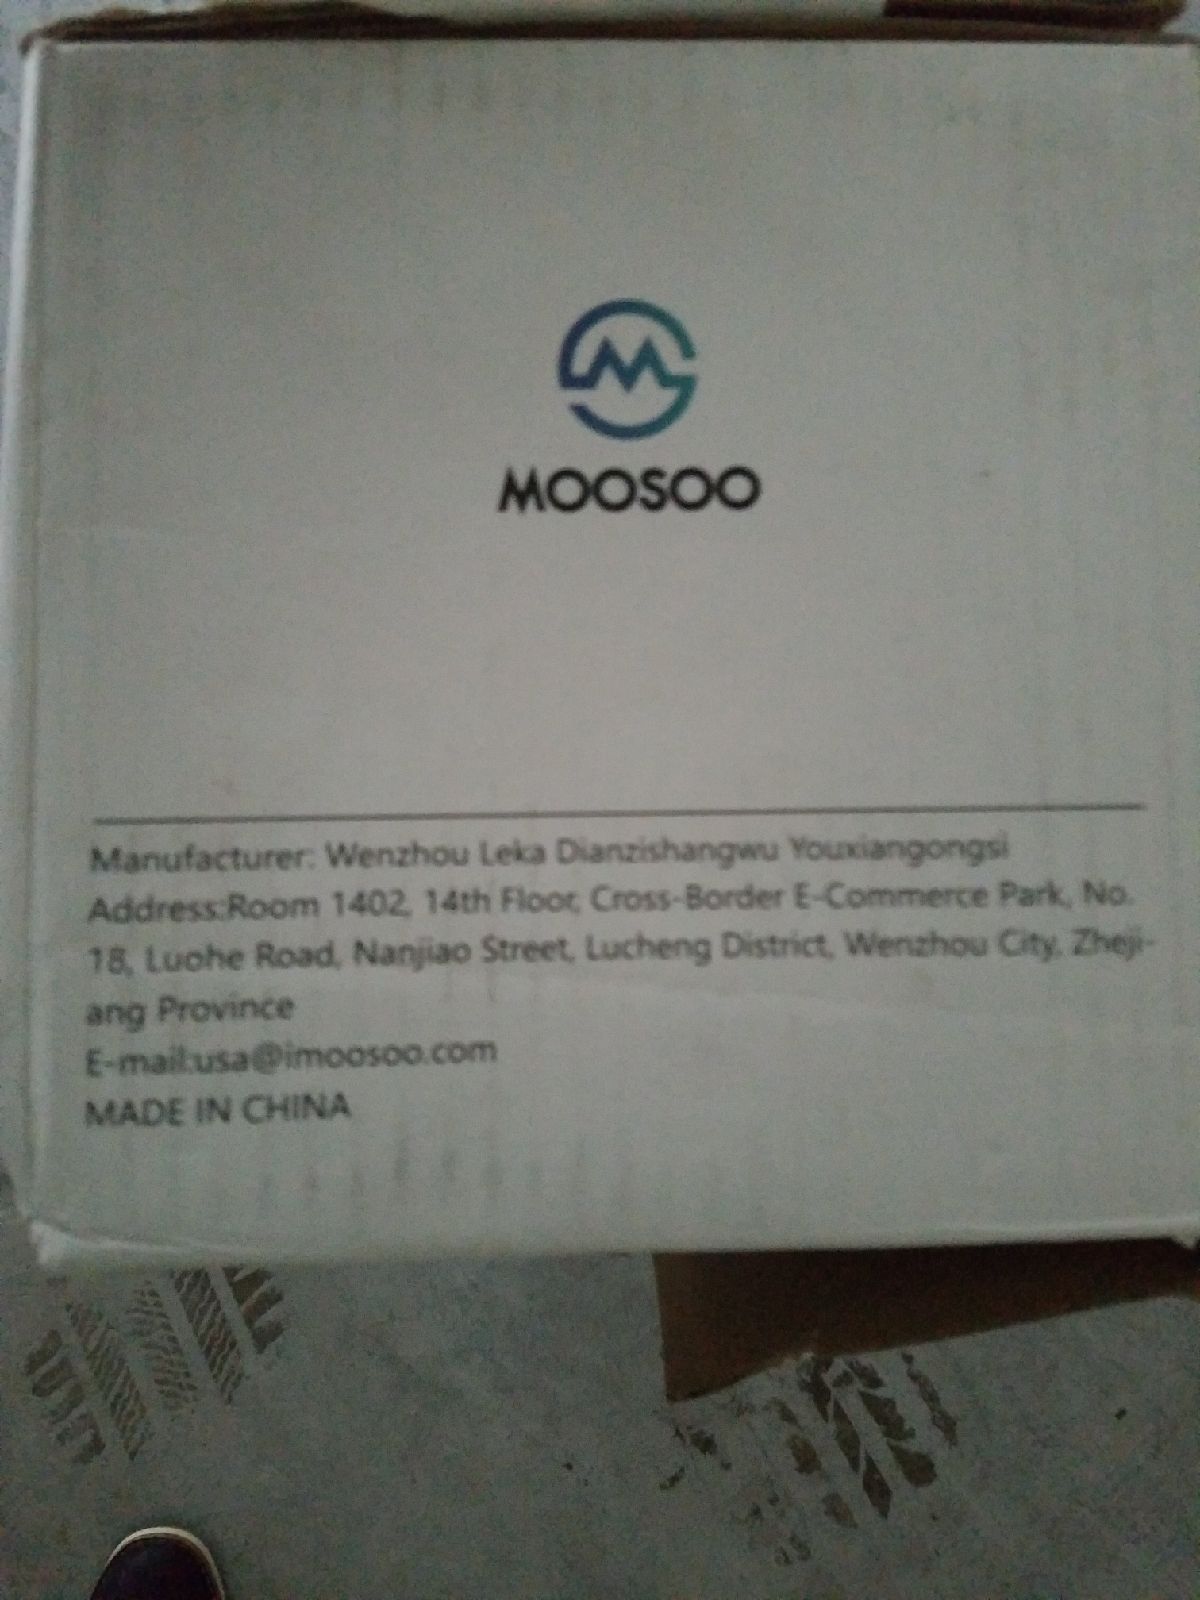 MOOSOO
Manufacturer: Wenzhou Leka Dianzishangwu Youxiangongsi
Address:Room 1402, 14th Floor, Cross-Border E-Commerce Park, No.
18, Luohe Road, Nanjiao Street, Lucheng District, Wenzhou City, Zheji-
ang Province
E-mail:usa@imoosoo.com
MADE IN CHINA